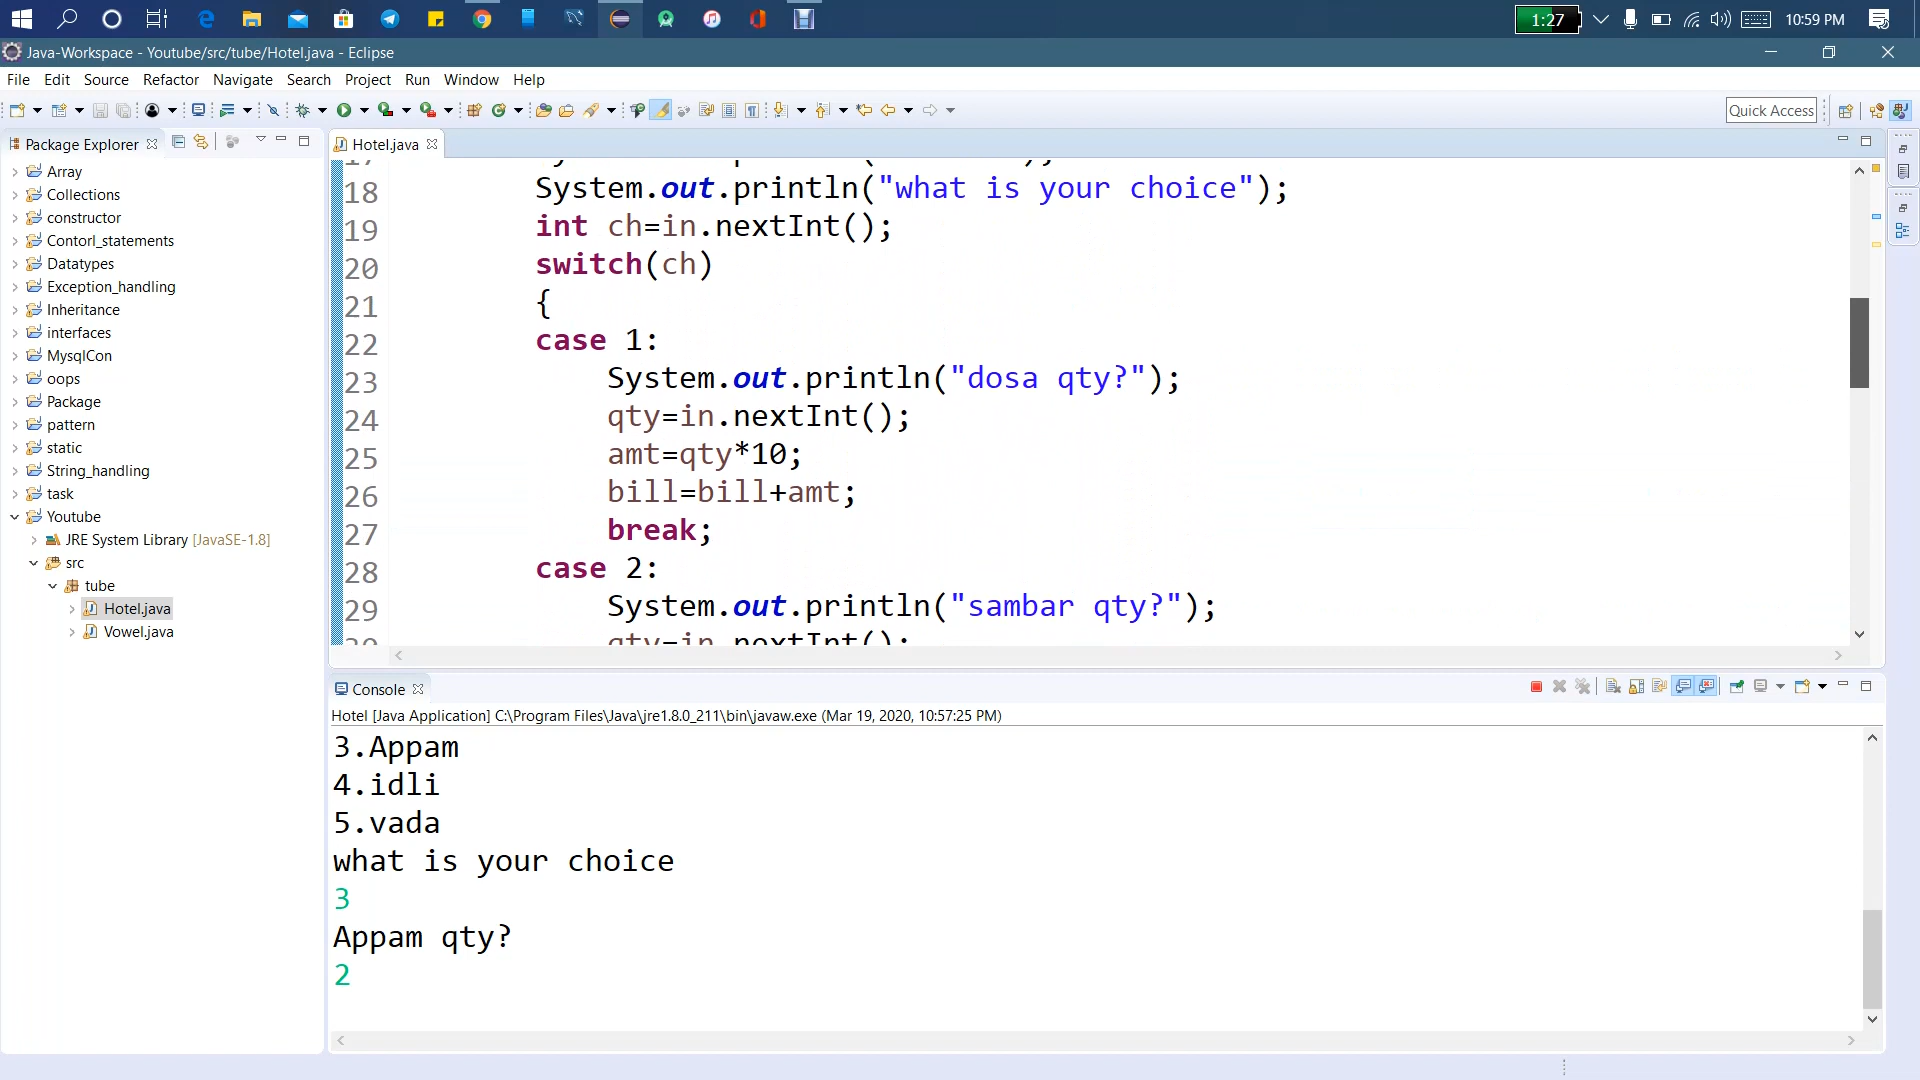 1:27
10:59 PM
Java-Workspace - Youtube/src/tube/Hotel.java - Eclipse
File Edit Source Refactor Navigate Search Project Run Window Help
Quick Access
Package Explorer
Hotel.java
Array
Collections
constructor
Contorl_statements
Datatypes
Exception_handling
Inheritance
interfaces
MysqlCon
oops
Package
pattern
static
String_handling
task
Youtube
JRE System Library [JavaSE-1.8]
src
tube
Hotel.java
Vowel.java
18 System.out.println("what is your choice");
19 int ch=in.nextInt();
20 switch(ch)
21 {
22 case 1:
23 System.out.println("dosa qty?");
24 qty=in.nextInt();
25 amt=qty*10;
26 bill=bill+amt;
27 break;
28 case 2:
29 System.out.println("sambar qty?");
qty=in.nextInt();
Console
Hotel [Java Application] C:\Program Files\Java\jre1.8.0_211\bin\javaw.exe (Mar 19, 2020, 10:57:25 PM)
3.Appam
4.idli
5.vada
what is your choice
3
Appam qty?
2